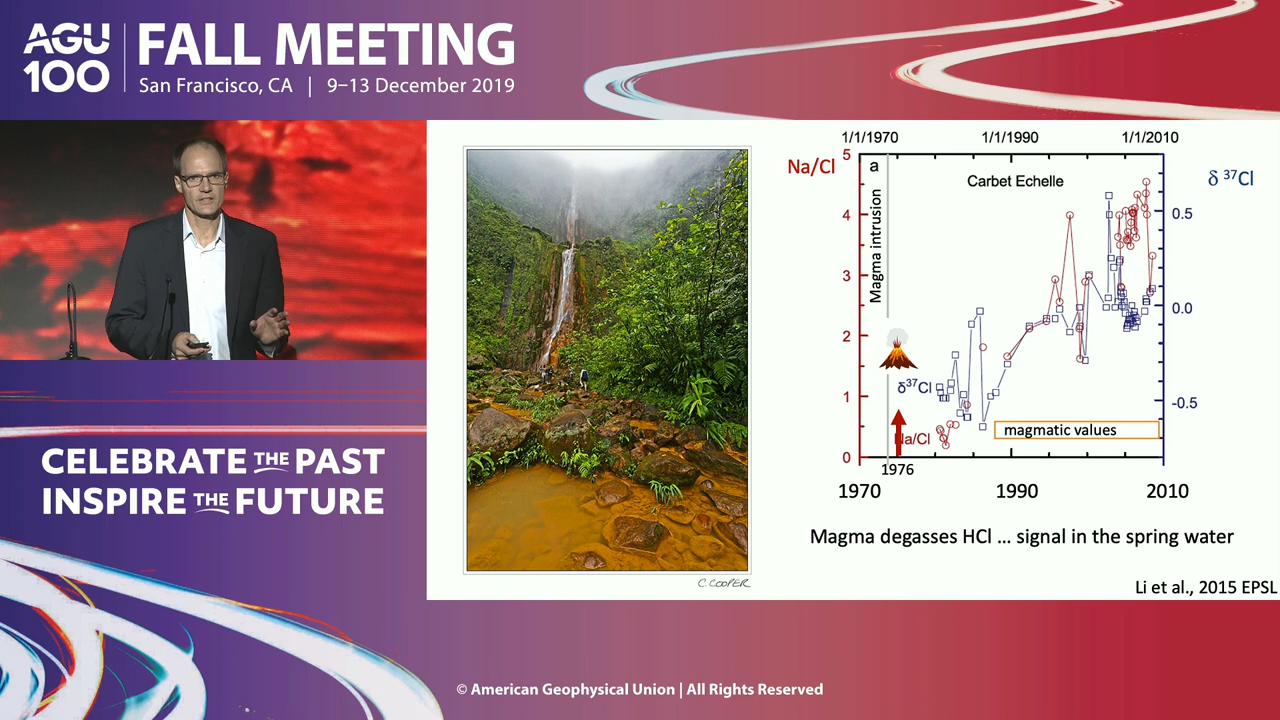 AGU
100
FALL MEETING
San Francisco, CA | 9–13 December 2019
CELEBRATE THE PAST
INSPIRE THE FUTURE
C. COOPER
1/1/1970 1/1/1990 1/1/2010
Na/Cl
δ 37Cl
5
4
3
2
1
0
a
Carbet Echelle
Magma intrusion
0.5
0.0
-0.5
δ37Cl
Na/Cl
magmatic values
1976
1970 1990 2010
Magma degasses HCl ... signal in the spring water
Li et al., 2015 EPSL
© American Geophysical Union | All Rights Reserved